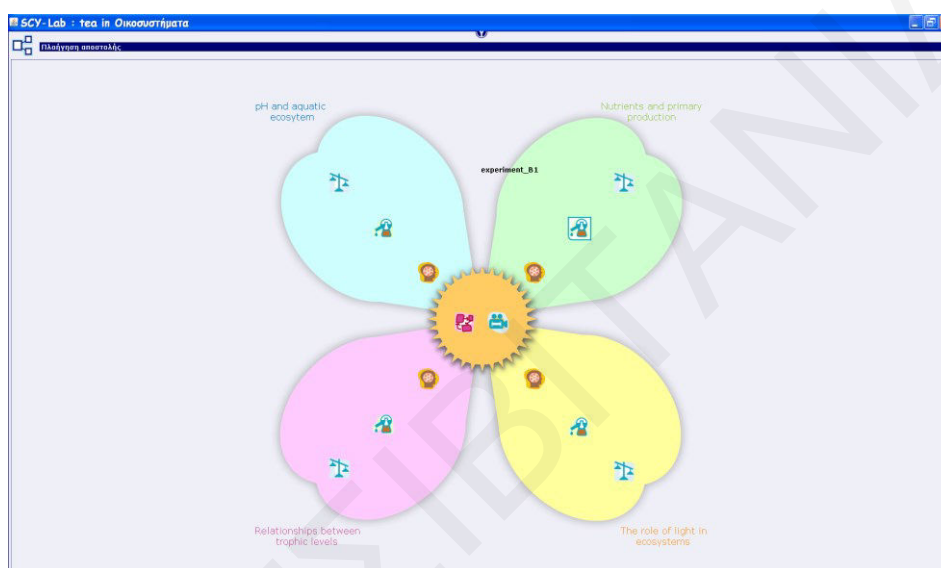 SCY-Lab : tea in Οικοσυστήματα
Πλοήγηση αποστολής
pH and aquatic
ecosytem
Nutrients and primary
production
experiment_B1
Relationships between
trophic levels
The role of light in
ecosystems